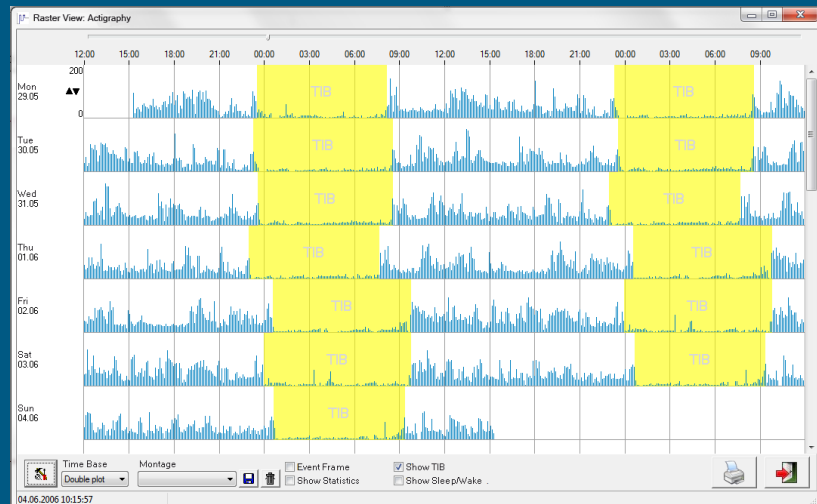 Raster View: Actigraphy
12:00 15:00 18:00 21:00 00:00 03:00 06:00 09:00 12:00 15:00 18:00 21:00 00:00 03:00 06:00 09:00
200
Mon
29.05
0
TIB TIB
Tue
30.05
TIB TIB
Wed
31.05
TIB TIB
Thu
01.06
TIB TIB
Fri
02.06
TIB TIB
Sat
03.06
TIB TIB
Sun
04.06
TIB
Time Base Montage Event Frame Show TIB
Double plot Show Statistics Show Sleep/Wake .
04.06.2006 10:15:57